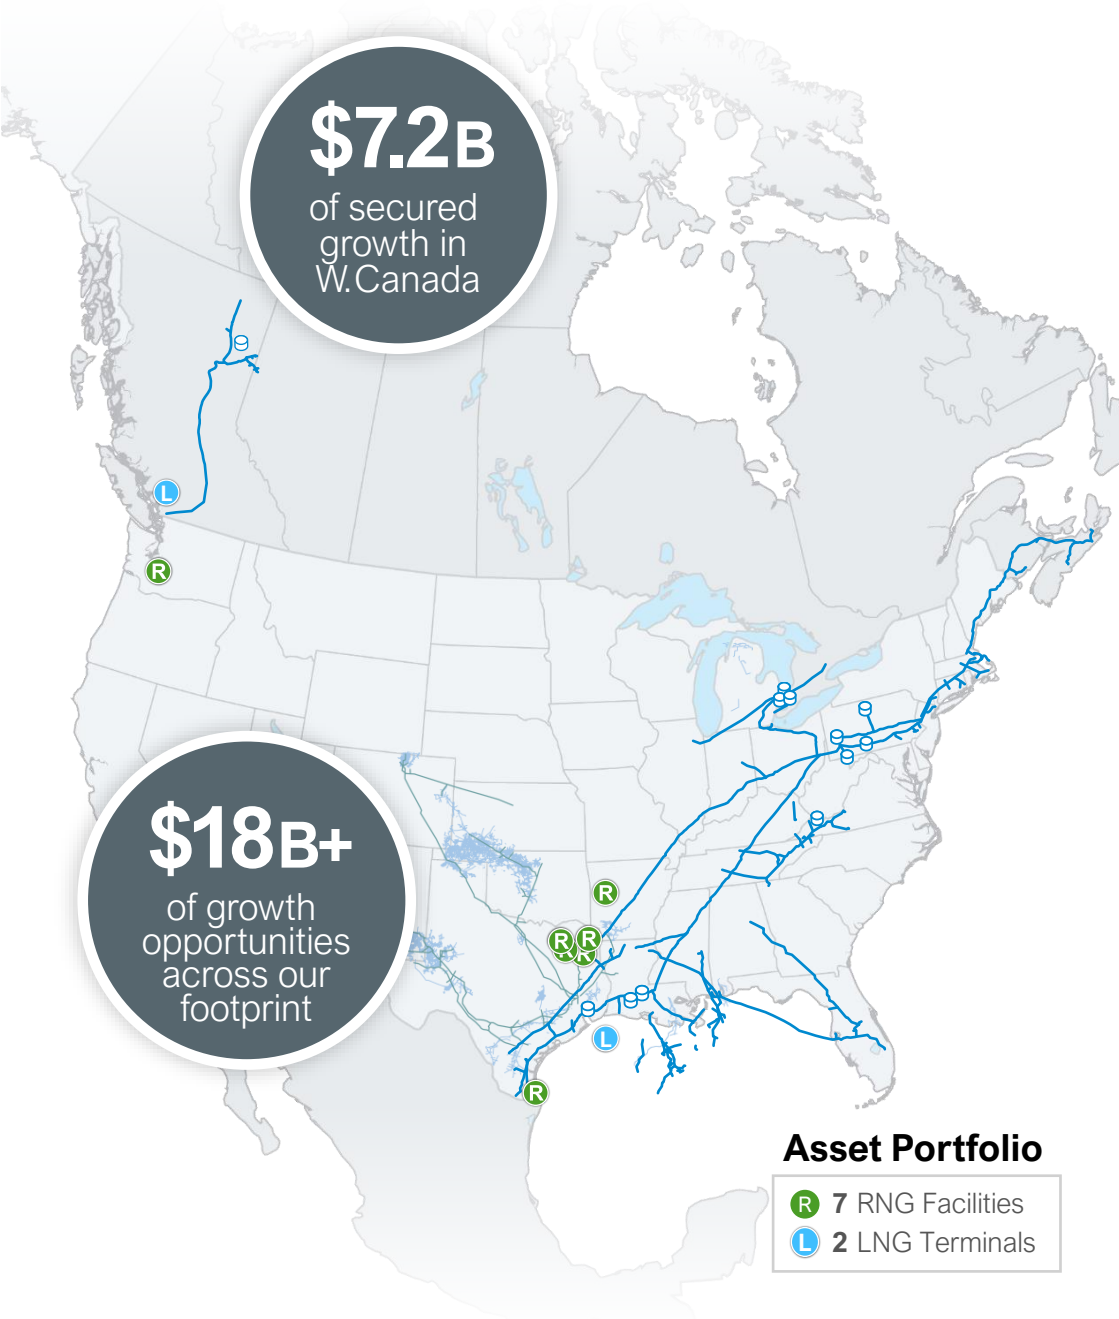 $7.2B
of secured
growth in
W.Canada
L
R
$18B+
of growth
opportunities
across our
footprint
R
R
R
R
R
L
R
Asset Portfolio
R 7 RNG Facilities
L 2 LNG Terminals